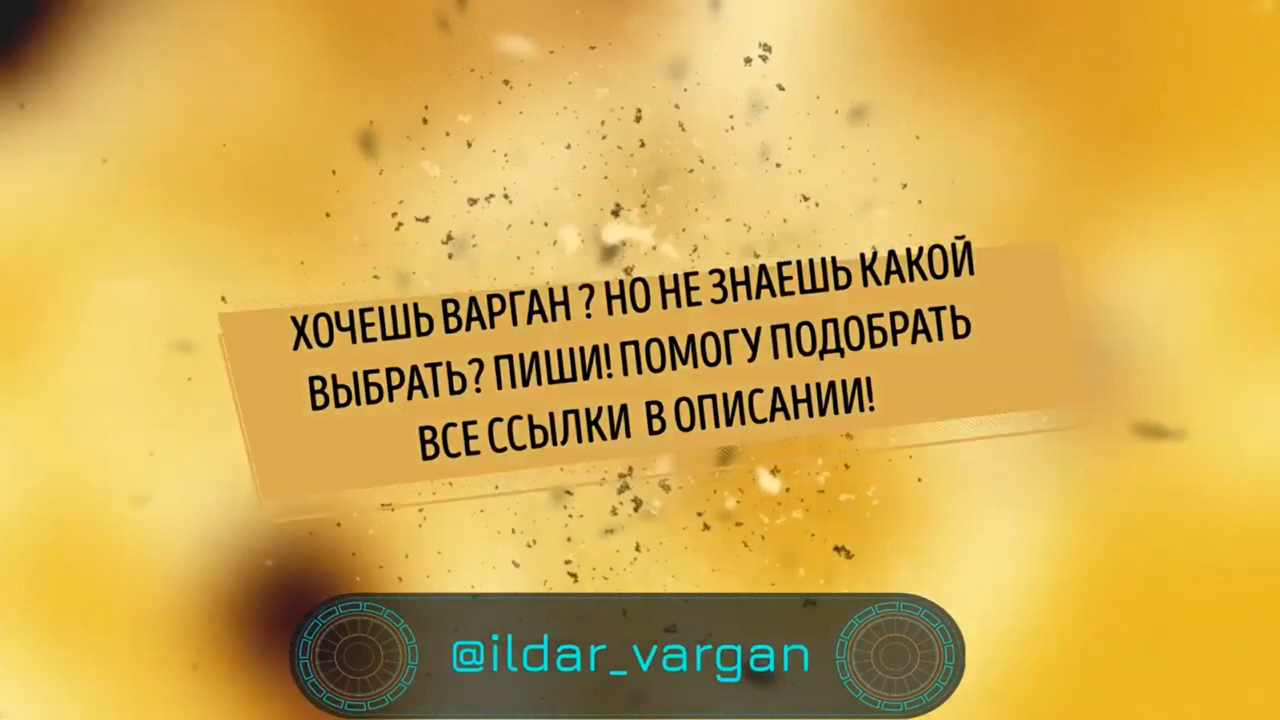 ХОЧЕШЬ ВАРГАН ? НО НЕ ЗНАЕШЬ КАКОЙ
ВЫБРАТЬ? ПИШИ! ПОМОГУ ПОДОБРАТЬ
ВСЕ ССЫЛКИ В ОПИСАНИИ!
@ildar_vargan